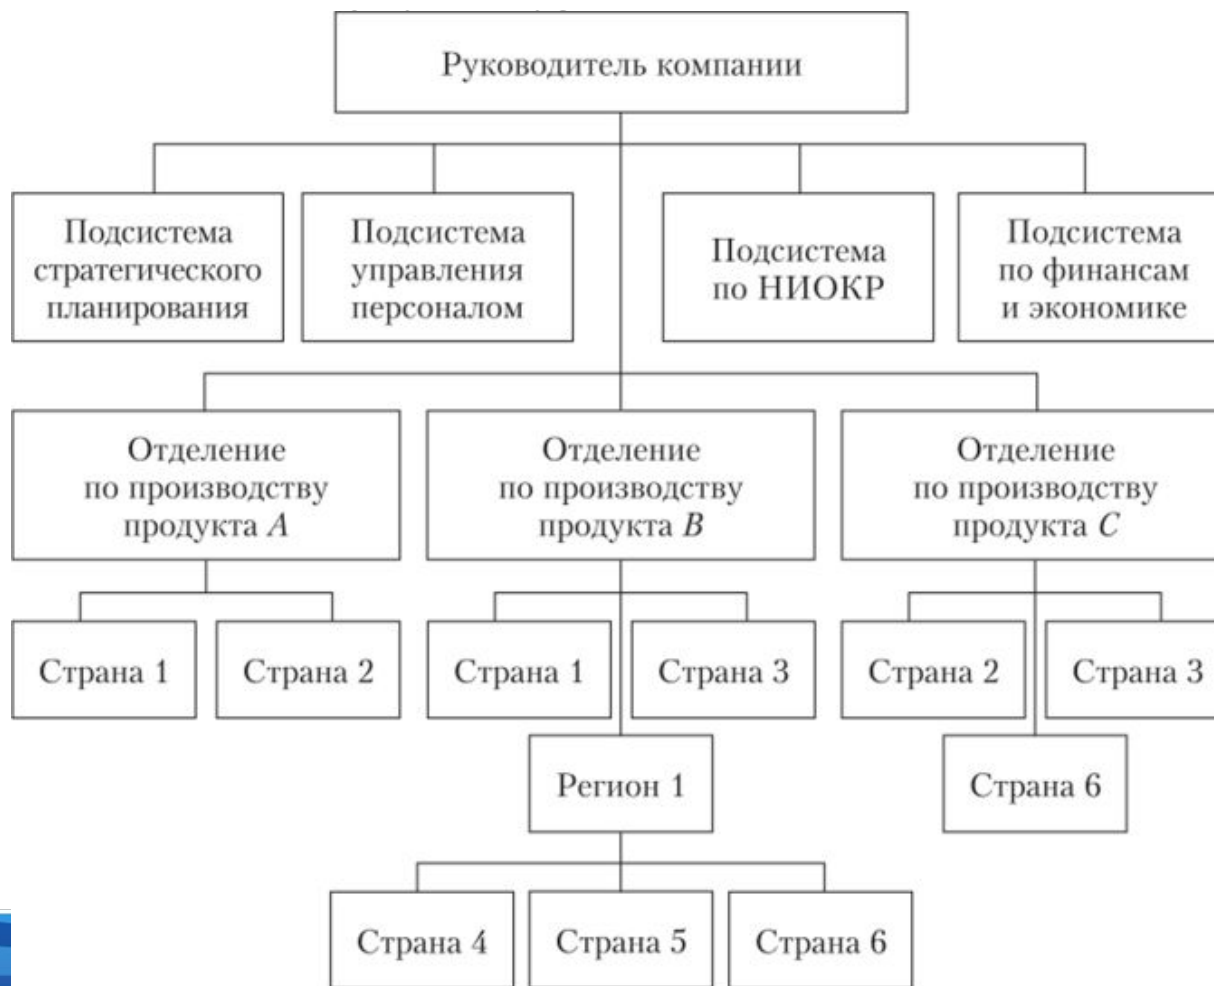 Руководитель компании
Подсистема
стратегического
планирования
Подсистема
управления
персоналом
Подсистема
по НИОКР
Подсистема
по финансам
и экономике
Отделение
по производству
продукта A
Отделение
по производству
продукта B
Отделение
по производству
продукта C
Страна 1
Страна 2
Страна 1
Страна 3
Страна 2
Страна 3
Регион 1
Страна 6
Страна 4
Страна 5
Страна 6